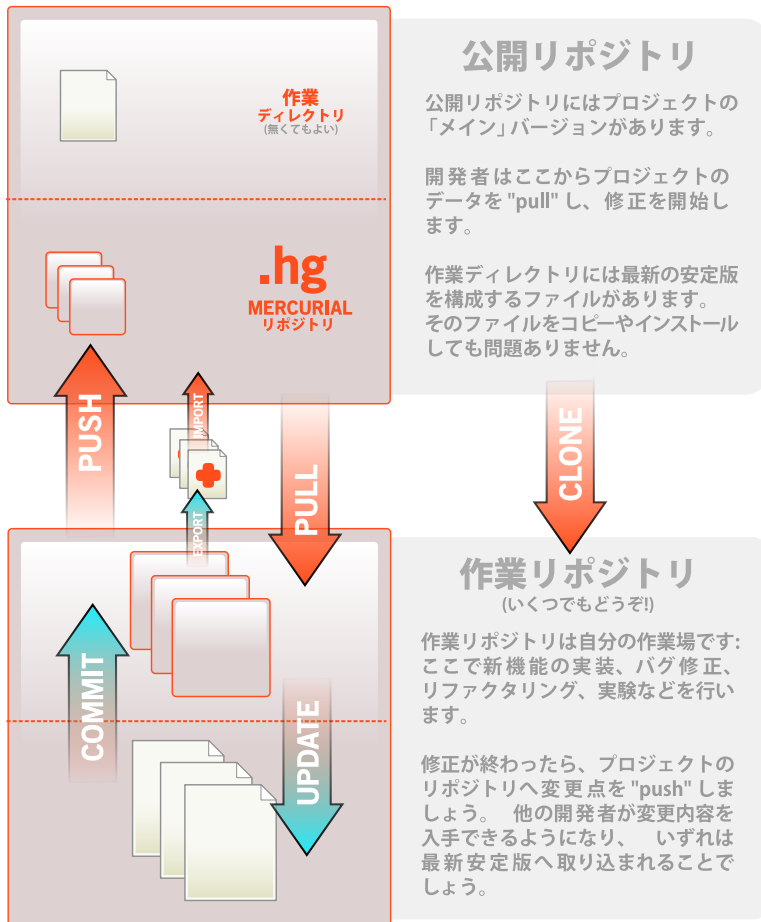 作業
ディレクトリ
(無くてもよい)
.hg
MERCURIAL
リポジトリ
公開リポジトリ
公開リポジトリにはプロジェクトの
「メイン」バージョンがあります。
開発者はここからプロジェクトの
データを "pull" し、修正を開始し
ます。
作業ディレクトリには最新の安定版
を構成するファイルがあります。
そのファイルをコピーやインストール
しても問題ありません。
PUSH
IMPORT
EXPORT
PULL
CLONE
COMMIT
UPDATE
作業リポジトリ
(いくつでもどうぞ!)
作業リポジトリは自分の作業場です:
ここで新機能の実装、バグ修正、
リファクタリング、実験などを行い
ます。
修正が終わったら、プロジェクトの
リポジトリへ変更点を "push" しま
しょう。 他の開発者が変更内容を
入手できるようになり、 いずれは
最新安定版へ取り込まれることで
しょう。